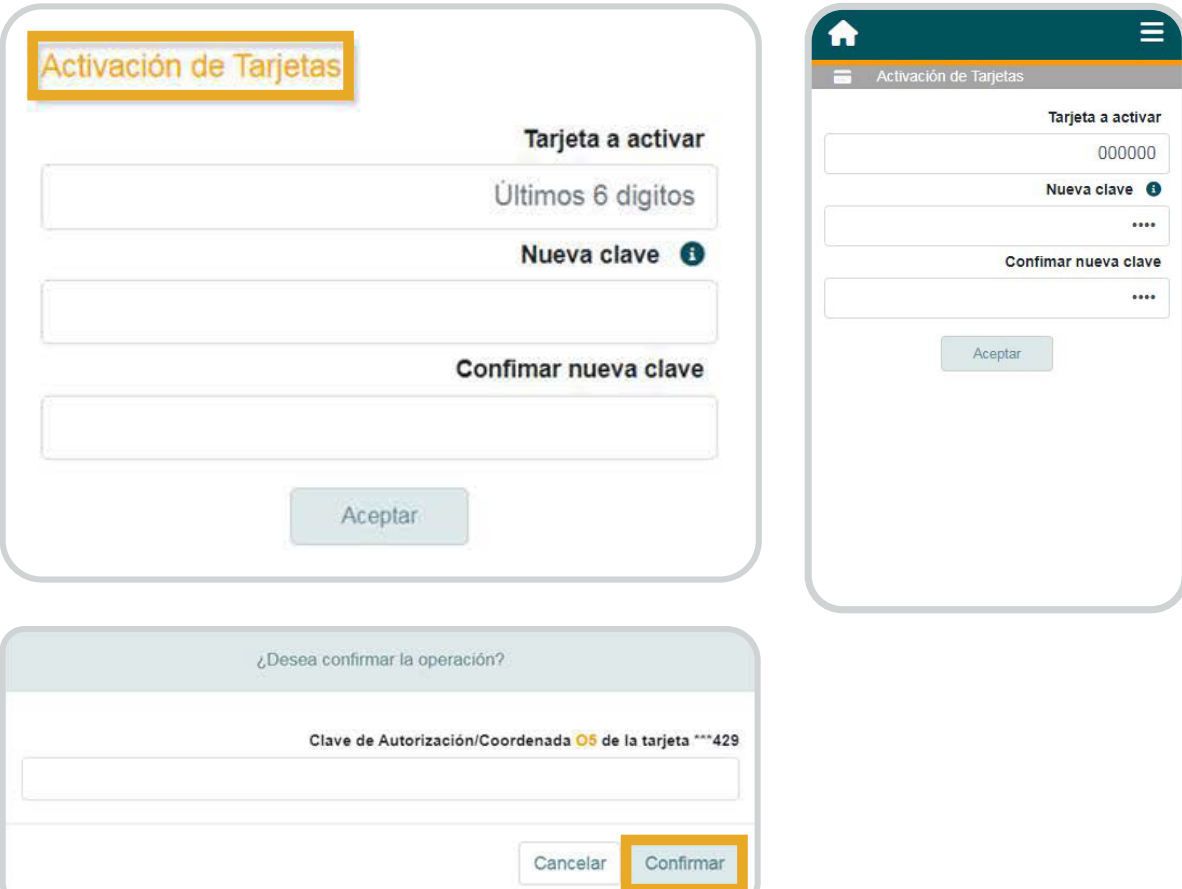 Activación de Tarjetas
Tarjeta a activar
Últimos 6 digitos
Nueva clave
Confimar nueva clave
Aceptar
Activación de Tarjetas
Tarjeta a activar
000000
Nueva clave
••••
Confimar nueva clave
••••
Aceptar
¿Desea confirmar la operación?
Clave de Autorización/Coordenada O5 de la tarjeta ***429
Cancelar Confirmar